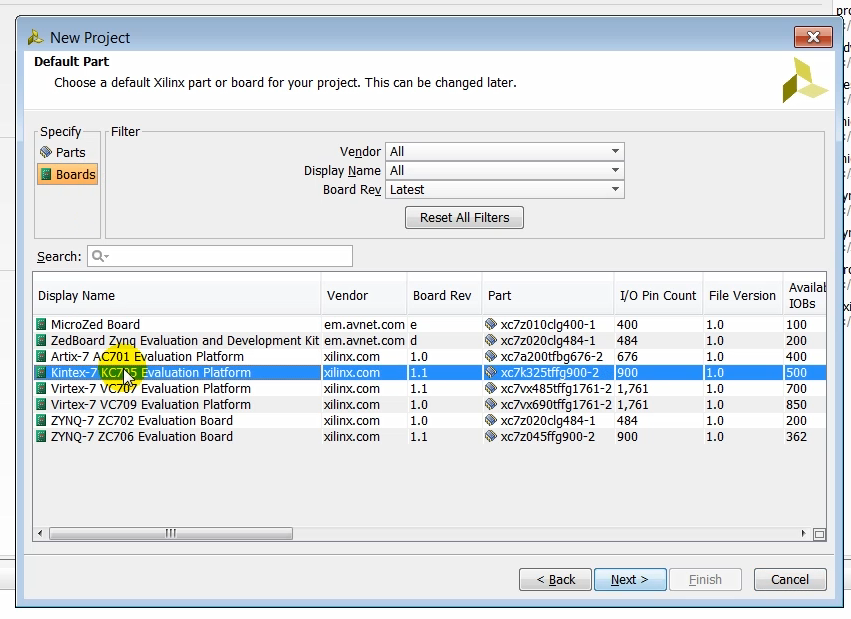 New Project
Default Part
Choose a default Xilinx part or board for your project. This can be changed later.
Specify
Filter
Parts
Boards
Vendor All
Display Name All
Board Rev Latest
Reset All Filters
Search:
Display Name Vendor Board Rev Part I/O Pin Count File Version Availab
IOBs
MicroZed Board em.avnet.com e xc7z010clg400-1 400 1.0 100
ZedBoard Zynq Evaluation and Development Kit em.avnet.com d xc7z020clg484-1 484 1.0 200
Artix-7 AC701 Evaluation Platform xilinx.com 1.0 xc7a200tfbg676-2 676 1.0 400
Kintex-7 KC705 Evaluation Platform xilinx.com 1.1 xc7k325tffg900-2 900 1.0 500
Virtex-7 VC707 Evaluation Platform xilinx.com 1.1 xc7vx485tffg1761-2 1,761 1.0 700
Virtex-7 VC709 Evaluation Platform xilinx.com 1.0 xc7vx690tffg1761-2 1,761 1.0 850
ZYNQ-7 ZC702 Evaluation Board xilinx.com 1.0 xc7z020clg484-1 484 1.0 200
ZYNQ-7 ZC706 Evaluation Board xilinx.com 1.1 xc7z045ffg900-2 900 1.0 362
< Back Next > Finish Cancel